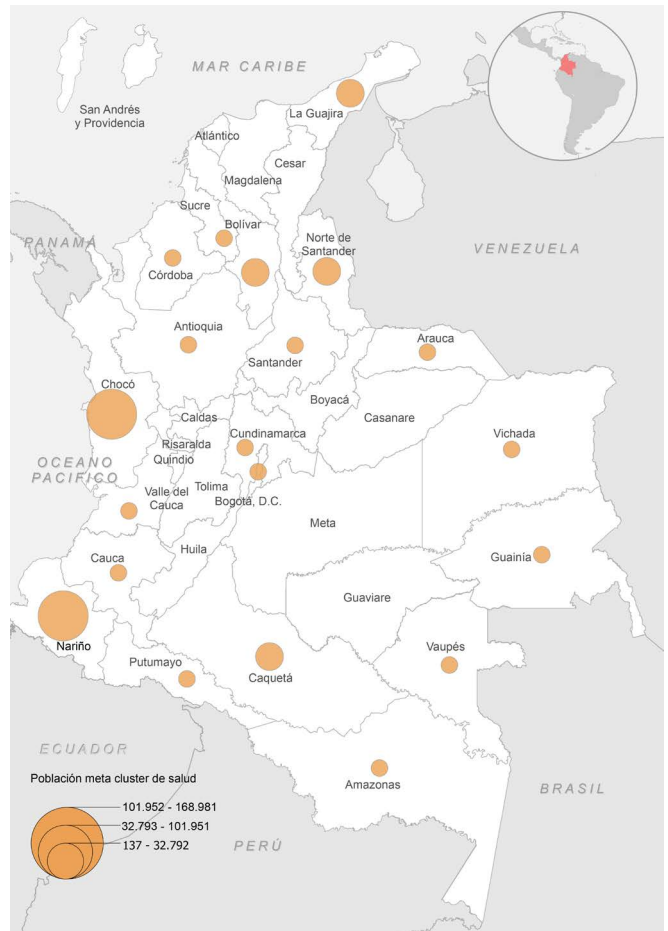 MAR CARIBE
San Andrés
y Providencia
La Guajira
Atlántico
Cesar
Magdalena
Sucre
PANAMÁ
Bolívar
Norte de
Santander
VENEZUELA
Córdoba
Antioquia
Arauca
Santander
Chocó
Boyacá
Caldas
Casanare
Cundinamarca
Vichada
Risaralda
OCEANO
PACIFICO
Quindio
Valle del
Cauca
Tolima
Bogotá, D.C.
Meta
Cauca
Huila
Guainía
Guaviare
Nariño
Vaupés
Putumayo
Caquetá
ECUADOR
Amazonas
BRASIL
PERÚ
Población meta cluster de salud
101.952 - 168.981
32.793 - 101.951
137 - 32.792